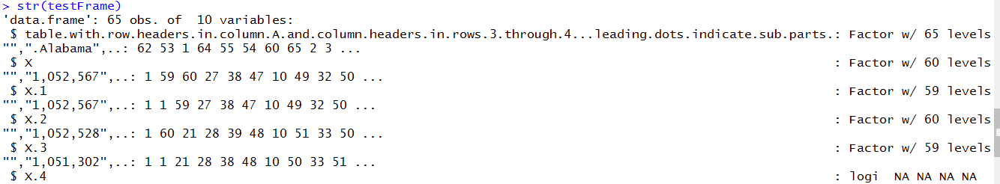 > str(testFrame)
'data.frame': 65 obs. of  10 variables:
 $ table.with.row.headers.in.column.A.and.column.headers.in.rows.3.through.4...leading.dots.indicate.sub.parts.: Factor w/ 65 levels
"",".Alabama",..: 62 53 1 64 55 54 60 65 2 3 ...
 $ X                                                                                                           : Factor w/ 60 levels
"","1,052,567",..: 1 59 60 27 38 47 10 49 32 50 ...
 $ X.1                                                                                                         : Factor w/ 59 levels
"","1,052,567",..: 1 1 59 27 38 47 10 49 32 50 ...
 $ X.2                                                                                                         : Factor w/ 60 levels
"","1,052,528",..: 1 60 21 28 39 48 10 51 33 50 ...
 $ X.3                                                                                                         : Factor w/ 59 levels
"","1,051,302",..: 1 1 21 28 38 48 10 50 33 51 ...
 $ X.4                                                                                                         : logi  NA NA NA NA